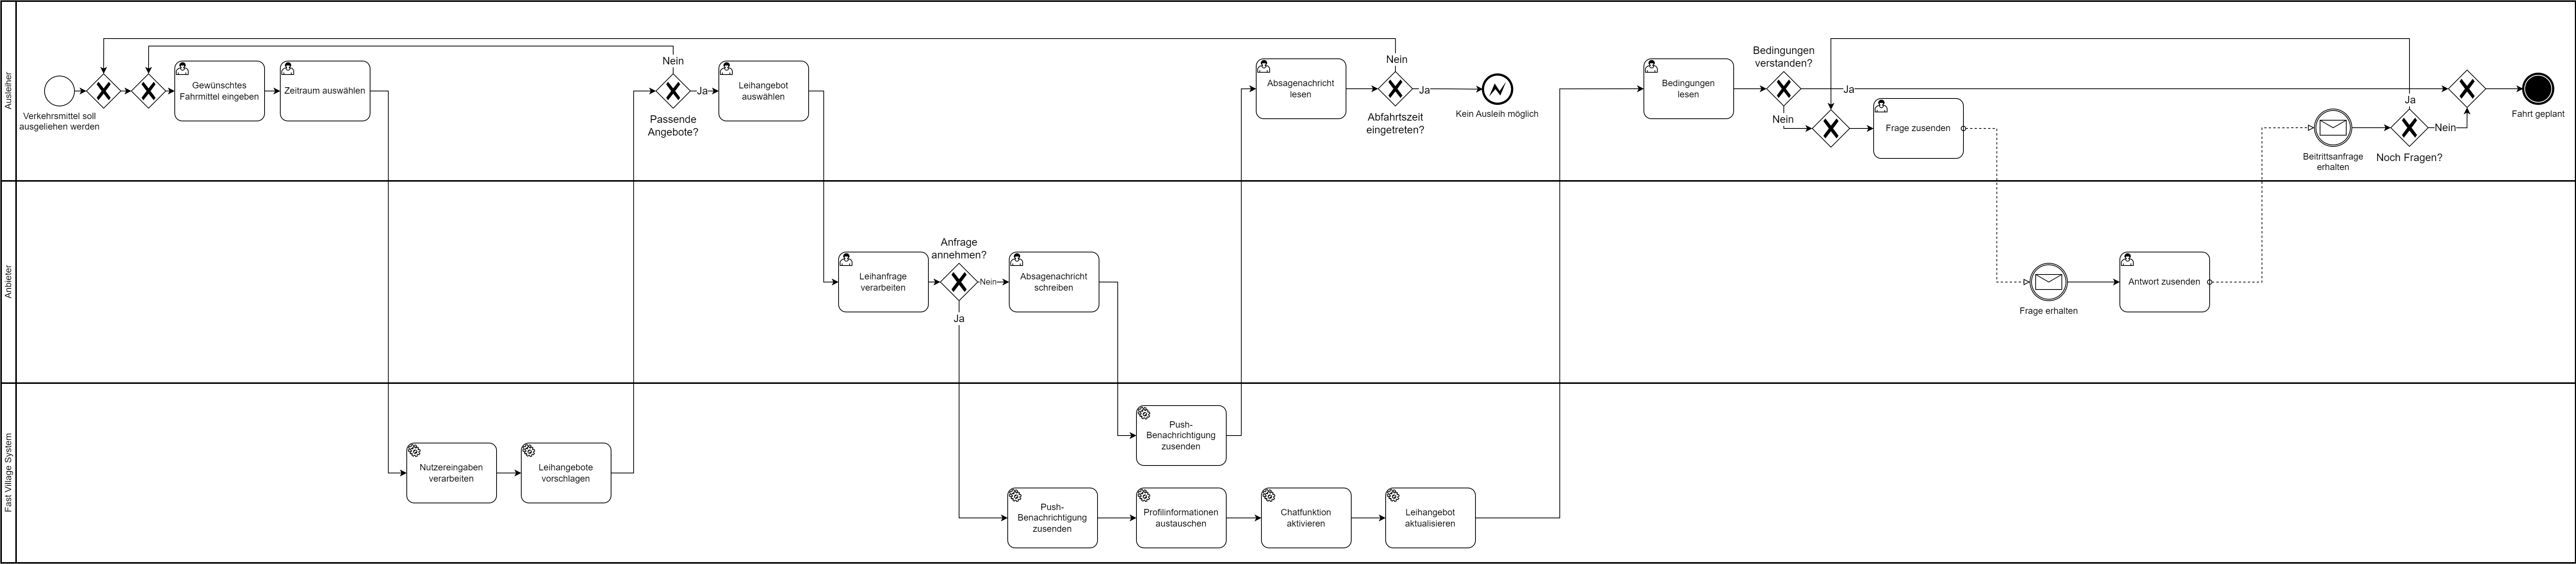 Ausleiher
Verkehrsmittel soll
ausgeliehen werden
Gewünschtes
Fahrmittel eingeben
Zeitraum auswählen
Nein
Ja
Passende
Angebote?
Leihangebot
auswählen
Absagenachricht
lesen
Nein
Ja
Abfahrtszeit
eingetreten?
Kein Ausleih möglich
Bedingungen
lesen
Bedingungen
verstanden?
Ja
Nein
Frage zusenden
Beitrittsanfrage
erhalten
Ja
Nein
Noch Fragen?
Fahrt geplant
Anbieter
Leihanfrage
verarbeiten
Anfrage
annehmen?
Nein
Ja
Absagenachricht
schreiben
Frage erhalten
Antwort zusenden
Fast Village System
Nutzereingaben
verarbeiten
Leihangebote
vorschlagen
Push-
Benachrichtigung
zusenden
Push-
Benachrichtigung
zusenden
Profilinformationen
austauschen
Chatfunktion
aktivieren
Leihangebot
aktualisieren